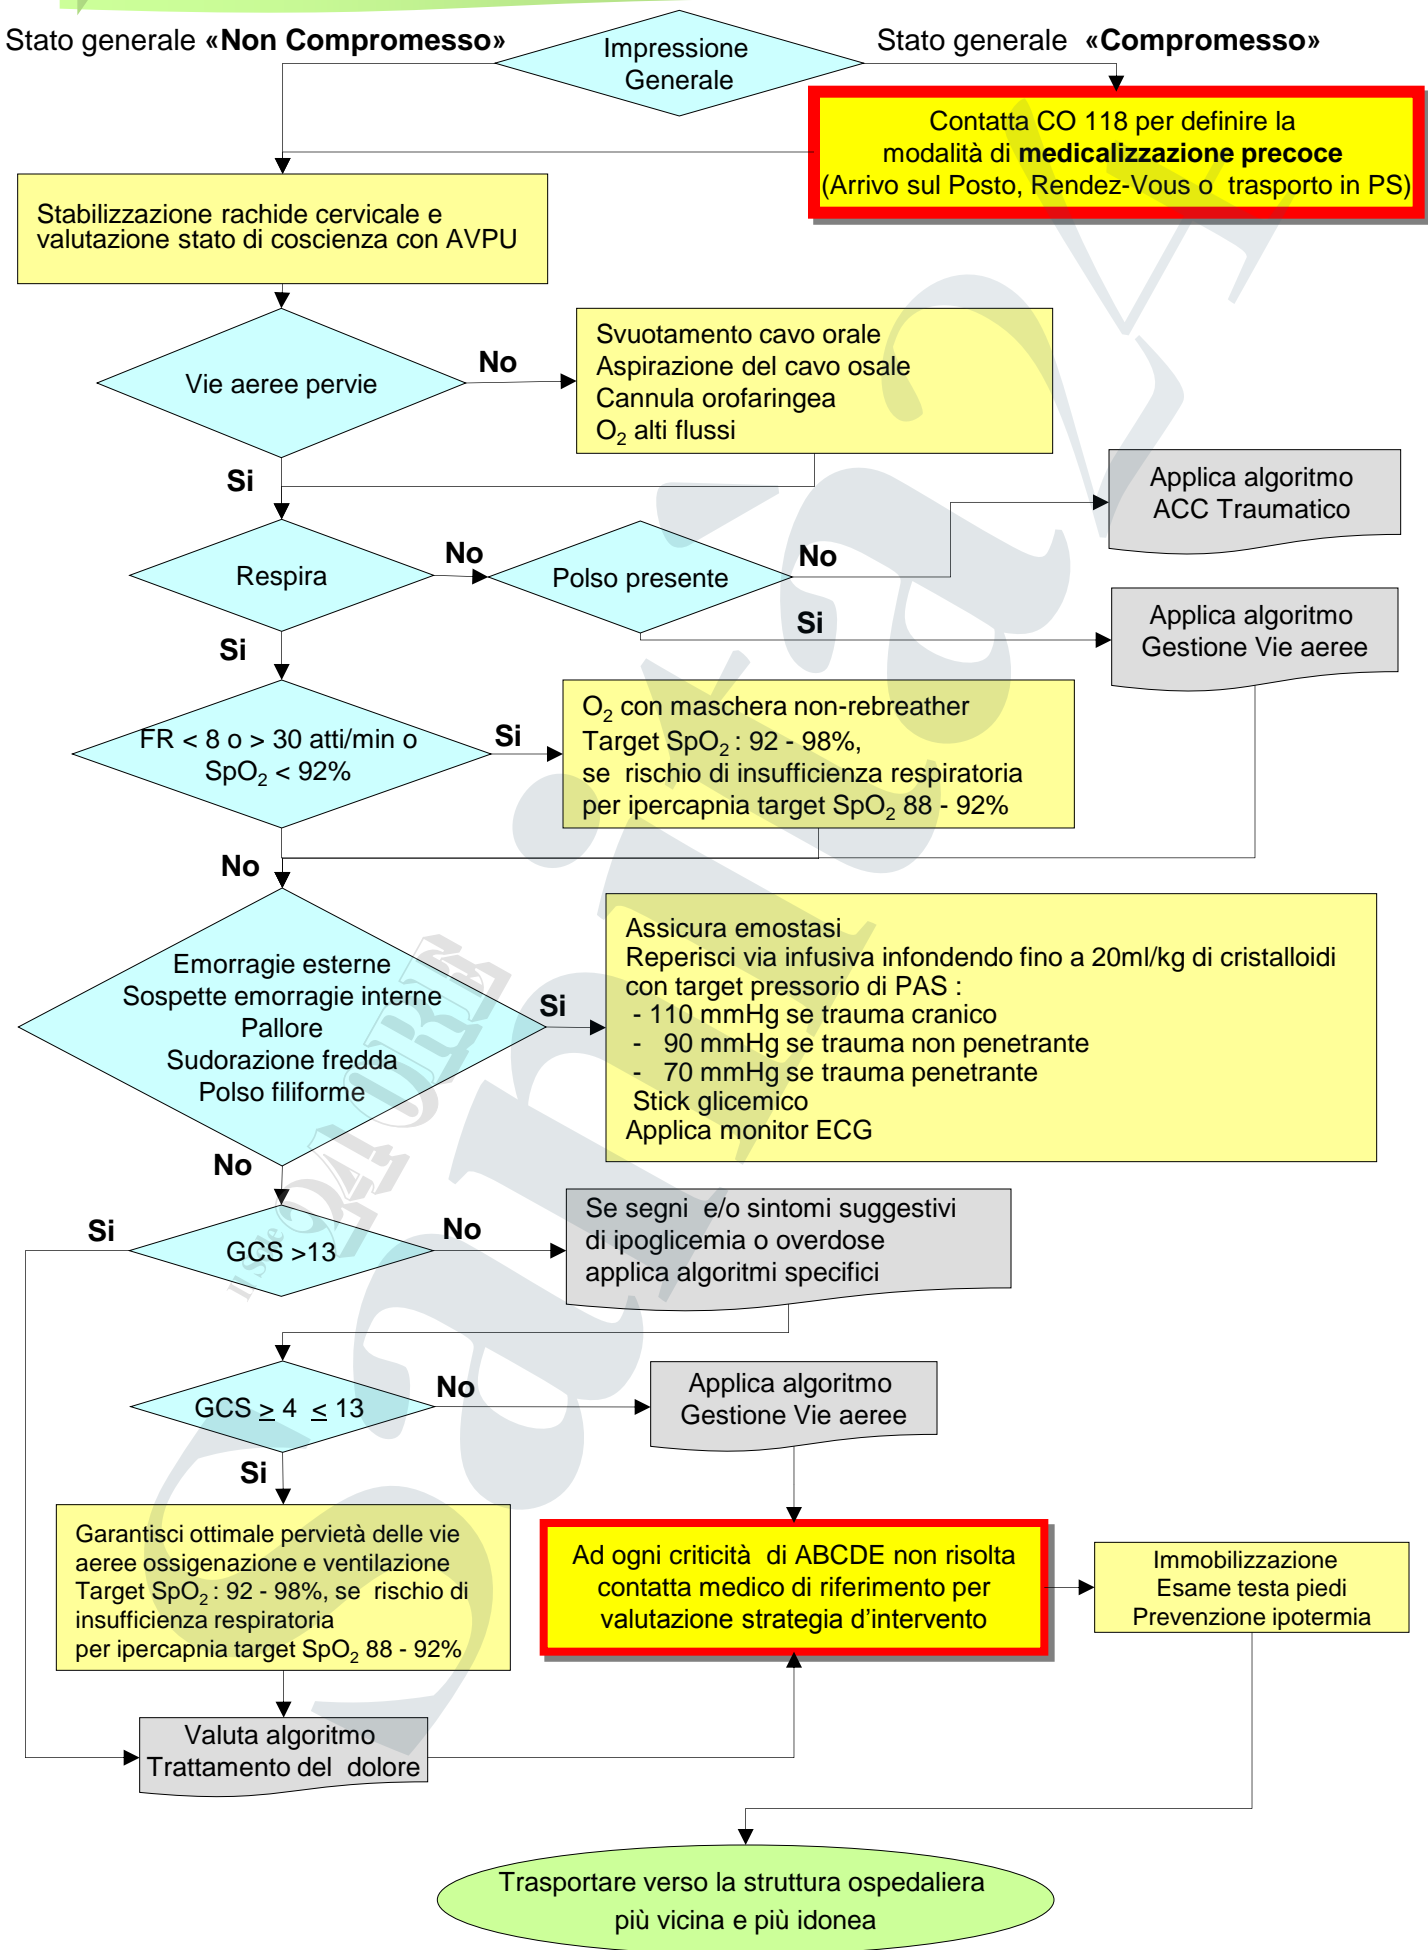 Stato generale «Non Compromesso»
Impressione
Generale
Stato generale «Compromesso»
Contatta CO 118 per definire la
modalità di medicalizzazione precoce
(Arrivo sul Posto, Rendez-Vous o trasporto in PS)
Stabilizzazione rachide cervicale e
valutazione stato di coscienza con AVPU
Vie aeree pervie
No
Svuotamento cavo orale
Aspirazione del cavo osale
Cannula orofaringea
O2 alti flussi
Si
Respira
No
Polso presente
No
Applica algoritmo
ACC Traumatico
Si
Applica algoritmo
Gestione Vie aeree
Si
FR < 8 o > 30 atti/min o
SpO2 < 92%
Si
O2 con maschera non-rebreather
Target SpO2 : 92 - 98%,
se rischio di insufficienza respiratoria
per ipercapnia target SpO2 88 - 92%
No
Emorragie esterne
Sospette emorragie interne
Pallore
Sudorazione fredda
Polso filiforme
Si
Assicura emostasi
Reperisci via infusiva infondendo fino a 20ml/kg di cristalloidi
con target pressorio di PAS :
- 110 mmHg se trauma cranico
- 90 mmHg se trauma non penetrante
- 70 mmHg se trauma penetrante
Stick glicemico
Applica monitor ECG
No
Si
GCS >13
No
Se segni e/o sintomi suggestivi
di ipoglicemia o overdose
applica algoritmi specifici
GCS ≥ 4 ≤ 13
No
Applica algoritmo
Gestione Vie aeree
Si
Garantisci ottimale pervietà delle vie
aeree ossigenazione e ventilazione
Target SpO2 : 92 - 98%, se rischio di
insufficienza respiratoria
per ipercapnia target SpO2 88 - 92%
Ad ogni criticità di ABCDE non risolta
contatta medico di riferimento per
valutazione strategia d'intervento
Immobilizzazione
Esame testa piedi
Prevenzione ipotermia
Valuta algoritmo
Trattamento del dolore
Trasportare verso la struttura ospedaliera
più vicina e più idonea
Il Sole 24 ORE
Sanità24